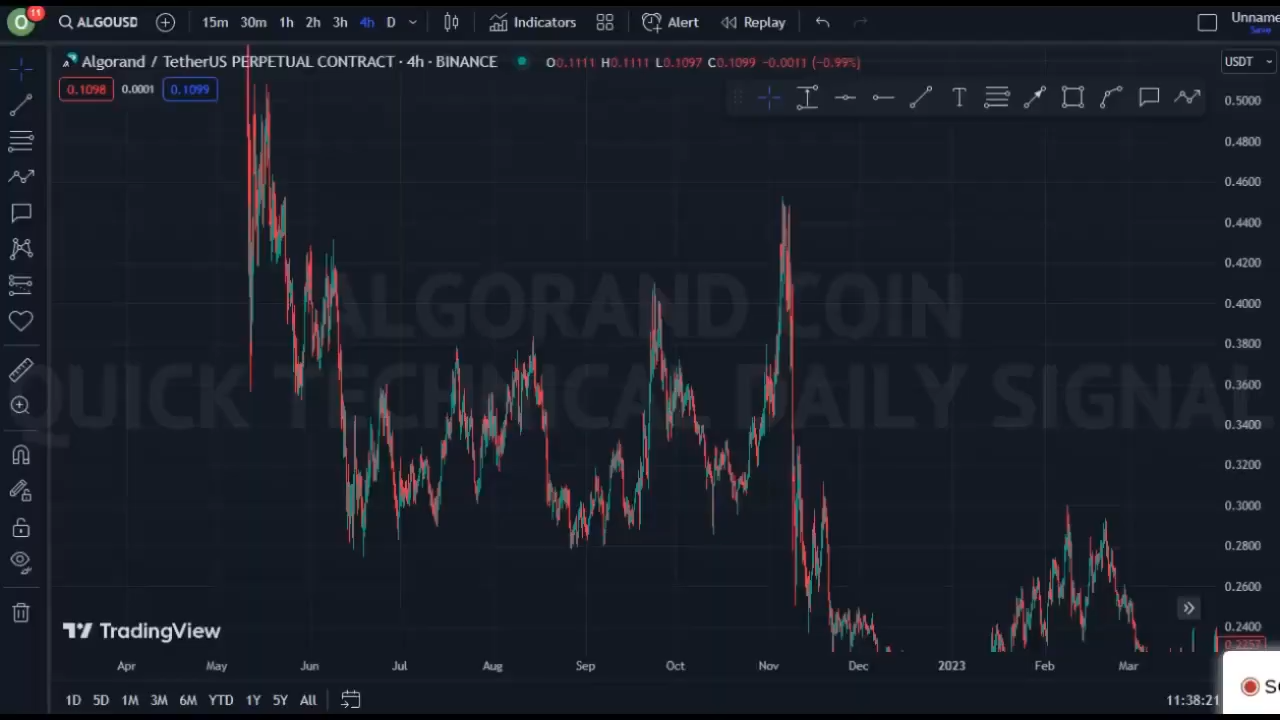 O 11 ALGOUSD 15m 30m 1h 2h 3h 4h D Indicators Alert Replay Unname
Save
Algorand / TetherUS PERPETUAL CONTRACT · 4h · BINANCE O0.1111 H0.1111 L0.1097 C0.1099 -0.0011 (-0.99%) USDT
0.1098 0.0001 0.1099
T
0.5000
0.4800
0.4600
0.4400
0.4200
0.4000
0.3800
0.3600
0.3400
0.3200
0.3000
0.2800
0.2600
0.2400
0.2257
ALGORAND COIN
QUICK TECHNICAL DAILY SIGNAL
TradingView
Apr May Jun Jul Aug Sep Oct Nov Dec 2023 Feb Mar
1D 5D 1M 3M 6M YTD 1Y 5Y All 11:38:21